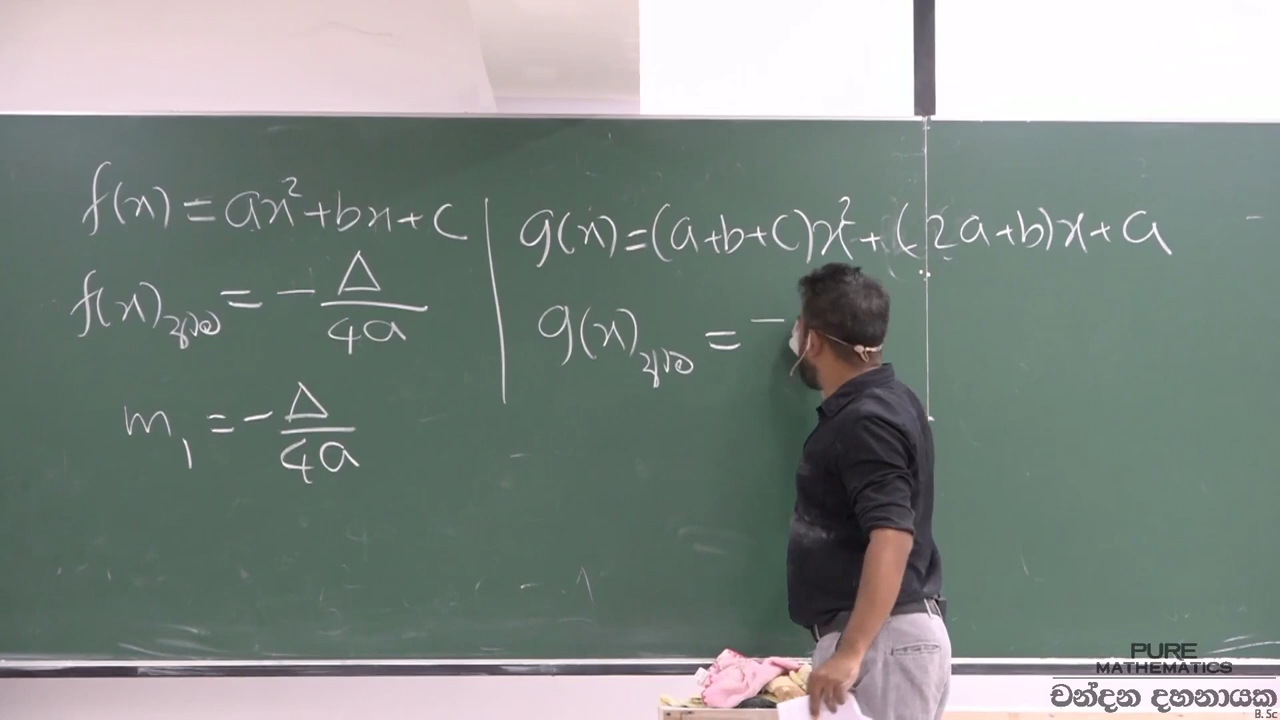 f(x) = ax²+bx+c
f(x)අවම = - Δ/4a
m₁ = - Δ/4a
g(x) = (a+b+c)x² + (2a+b)x + a
g(x)අවම = -
PURE
MATHEMATICS
චන්දන දහනායක
B. Sc